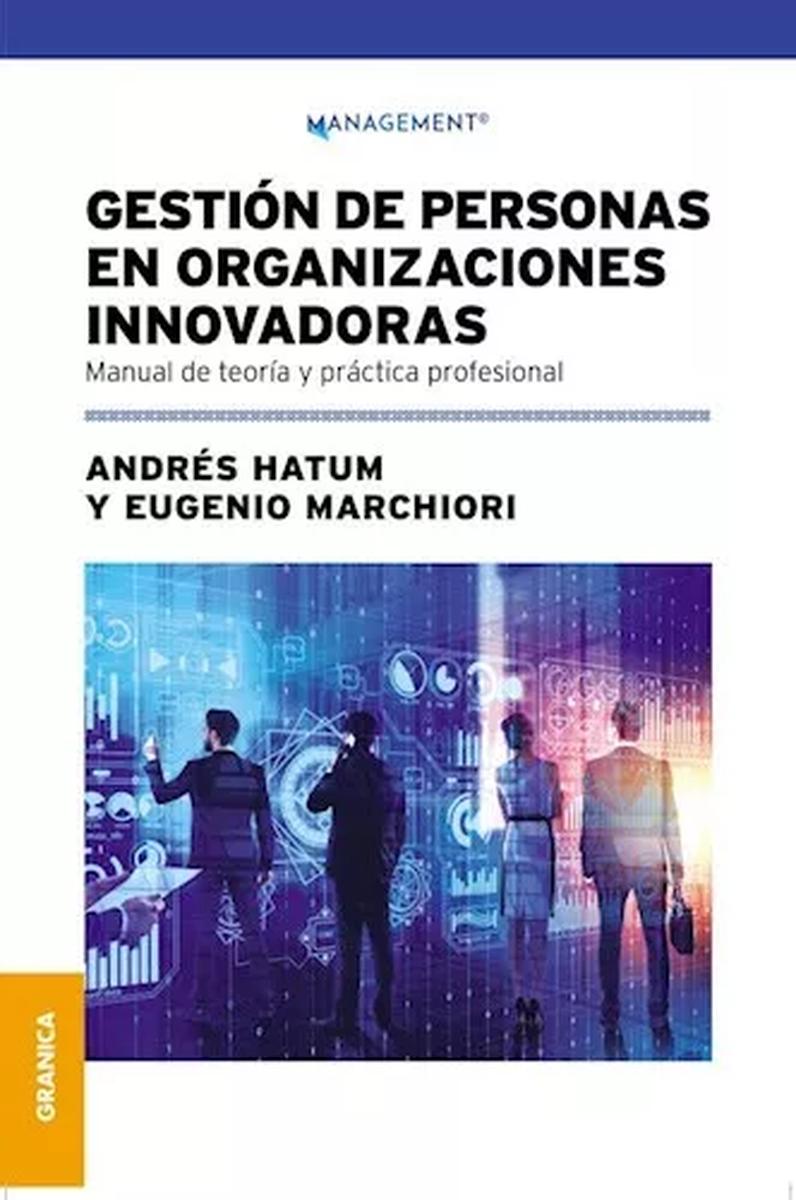 MANAGEMENT®
GESTIÓN DE PERSONAS
EN ORGANIZACIONES
INNOVADORAS
Manual de teoría y práctica profesional
ANDRÉS HATUM
Y EUGENIO MARCHIORI
GRANICA